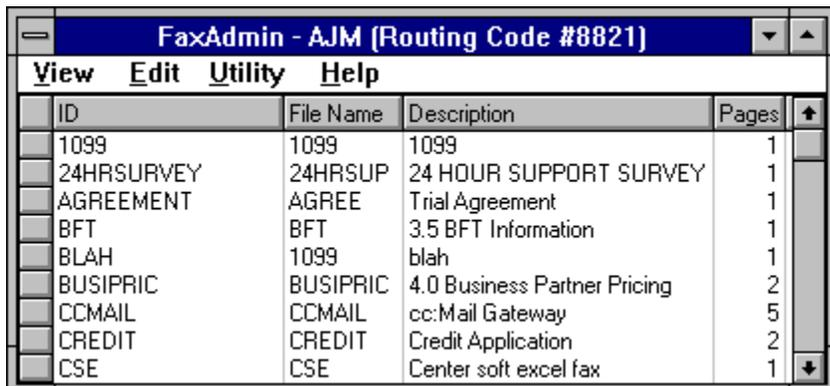 FaxAdmin - AJM (Routing Code #8821)
View Edit Utility Help
ID File Name Description Pages
1099 1099 1099 1
24HRSURVEY 24HRSUP 24 HOUR SUPPORT SURVEY 1
AGREEMENT AGREE Trial Agreement 1
BFT BFT 3.5 BFT Information 1
BLAH 1099 blah 1
BUSIPRIC BUSIPRIC 4.0 Business Partner Pricing 2
CCMAIL CCMAIL cc:Mail Gateway 5
CREDIT CREDIT Credit Application 2
CSE CSE Center soft excel fax 1